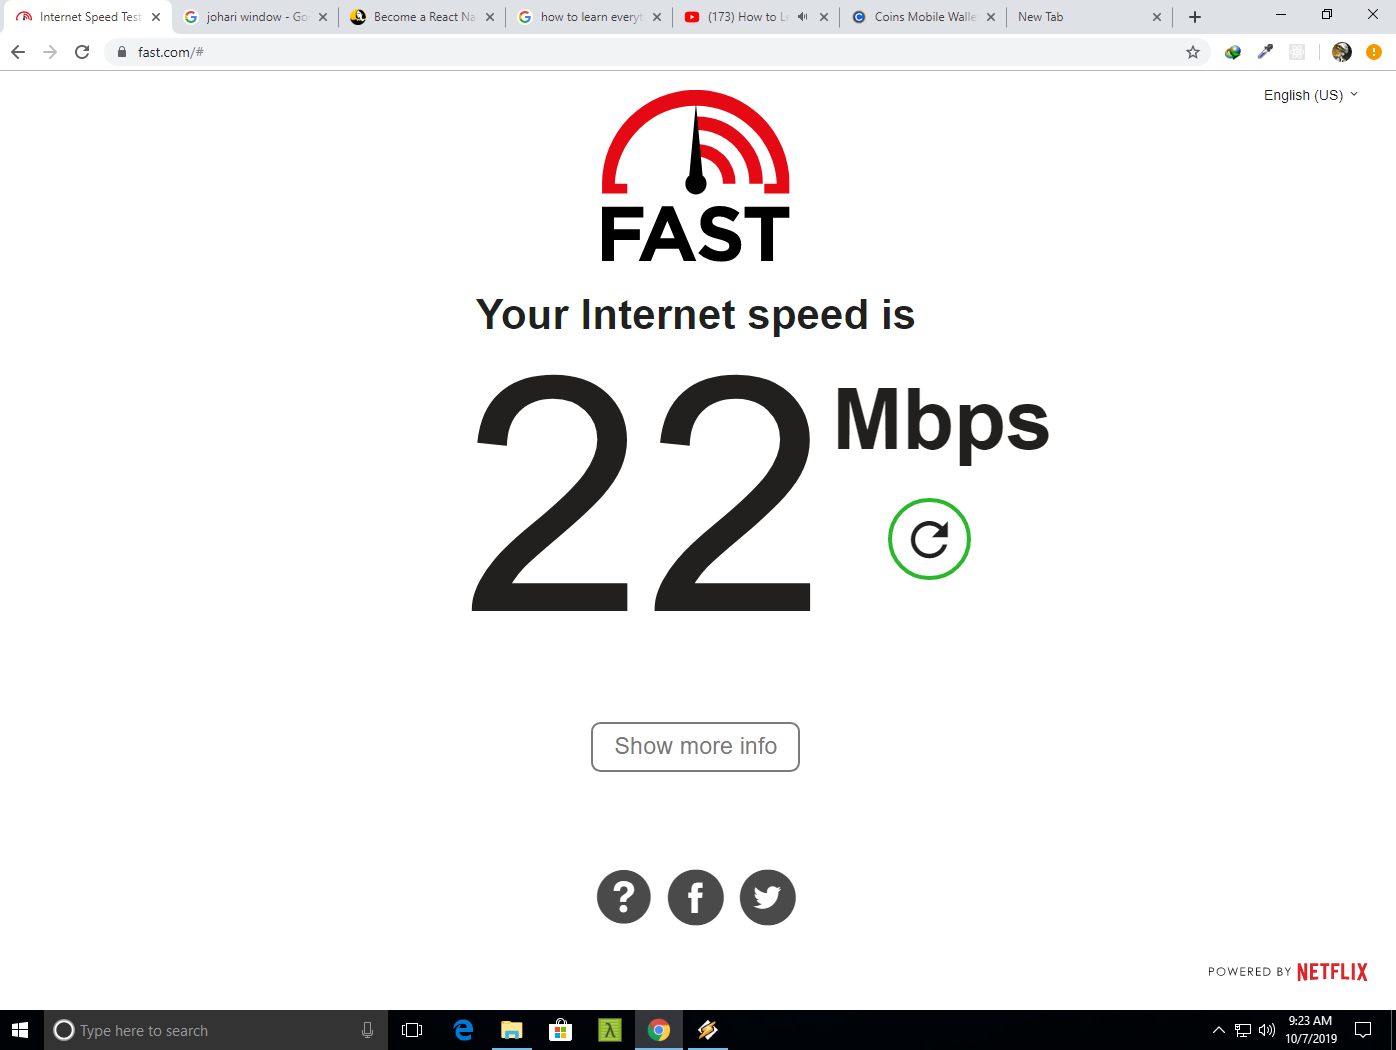 Internet Speed Test
johari window - Go
Become a React Na
how to learn everyt
(173) How to Le
Coins Mobile Walle
New Tab
fast.com/#
English (US)
FAST
Your Internet speed is
22 Mbps
Show more info
POWERED BY NETFLIX
Type here to search
9:23 AM
10/7/2019